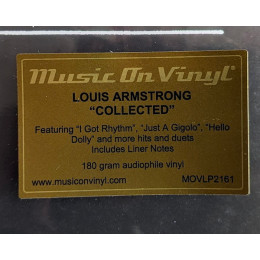 Music On Vinyl®
LOUIS ARMSTRONG
"COLLECTED"
Featuring "I Got Rhythm", "Just A Gigolo", "Hello
Dolly" and more hits and duets
Includes Liner Notes
180 gram audiophile vinyl
www.musiconvinyl.com MOVLP2161